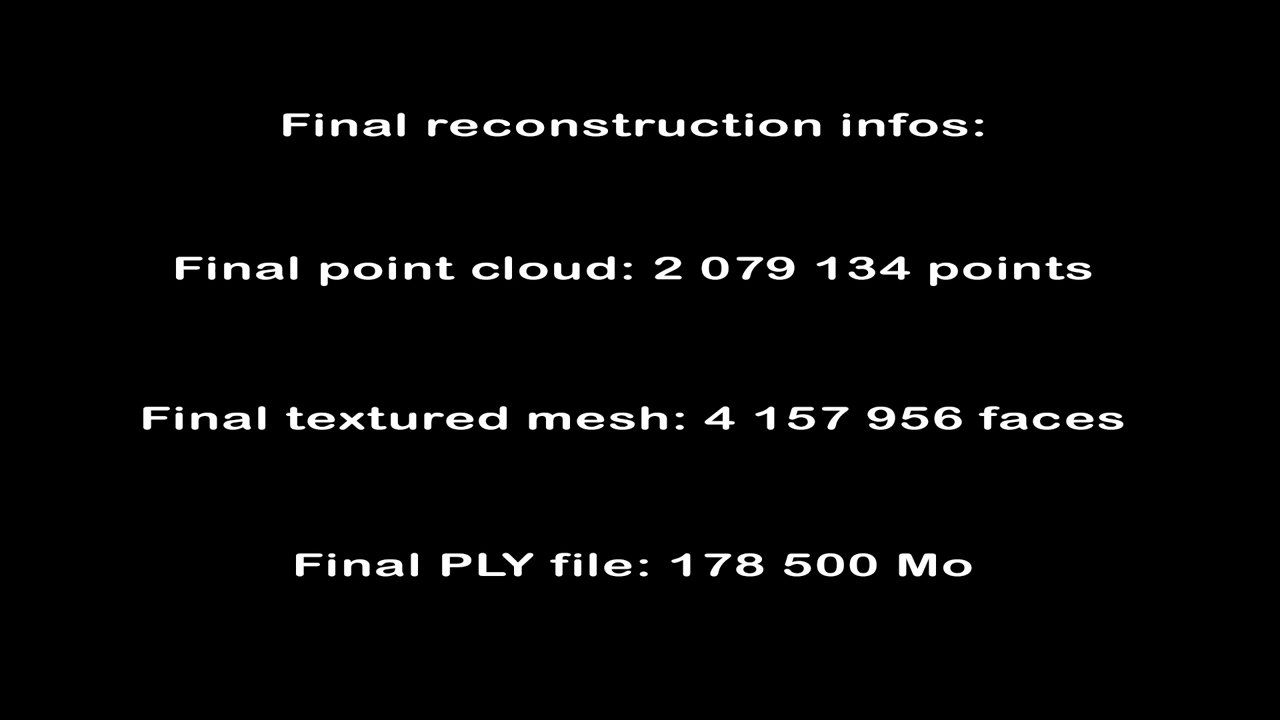 Final reconstruction infos:
Final point cloud: 2 079 134 points
Final textured mesh: 4 157 956 faces
Final PLY file: 178 500 Mo